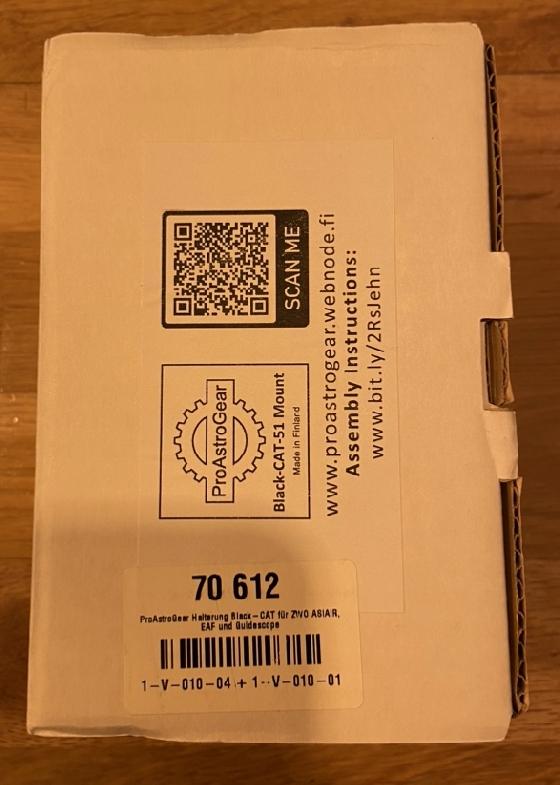 SCAN ME
ProAstroGear
Black-CAT-51 Mount
Made in Finland
www.proastrogear.webnode.fi
Assembly Instructions:
www.bit.ly/2RsJehn
70 612
ProAstroGear Halterung Black – CAT für ZWO ASIAIR,
EAF und Guidescope
1-V-010-04 + 1-V-010-01